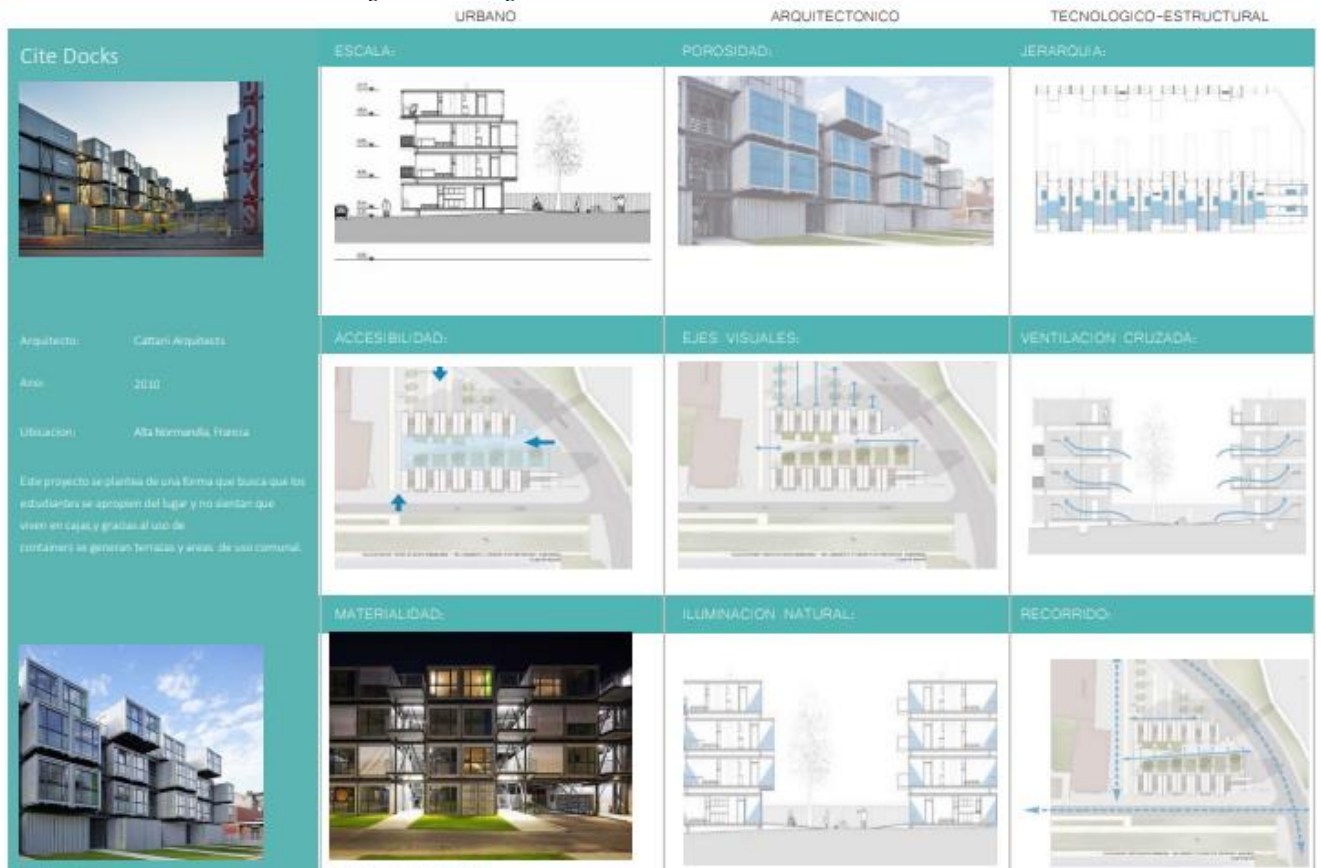 URBANO
ARQUITECTONICO
TECNOLOGICO-ESTRUCTURAL
Cite Docks
ESCALA:
POROSIDAD:
JERARQUIA:
DOCKS
Arquitecto: Cattani Arquitects
Ano: 2010
Ubicacion: Alta Normandia, Francia
Este proyecto se plantea de una forma que busca que los
estudiantes se apropien del lugar y no sientan que
viven en cajas, y gracias al uso de
containers se generan terrazas y areas de uso comunal.
ACCESIBILIDAD:
EJES VISUALES:
VENTILACION CRUZADA:
MATERIALIDAD:
ILUMINACION NATURAL:
RECORRIDO: